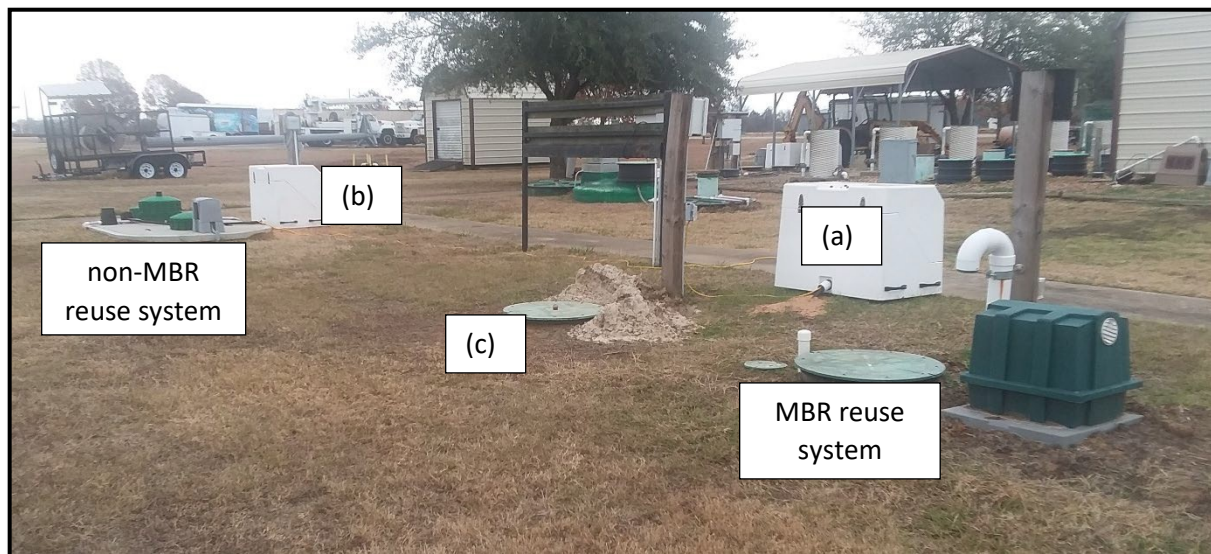 (b)
(a)
non-MBR
reuse system
(c)
MBR reuse
system